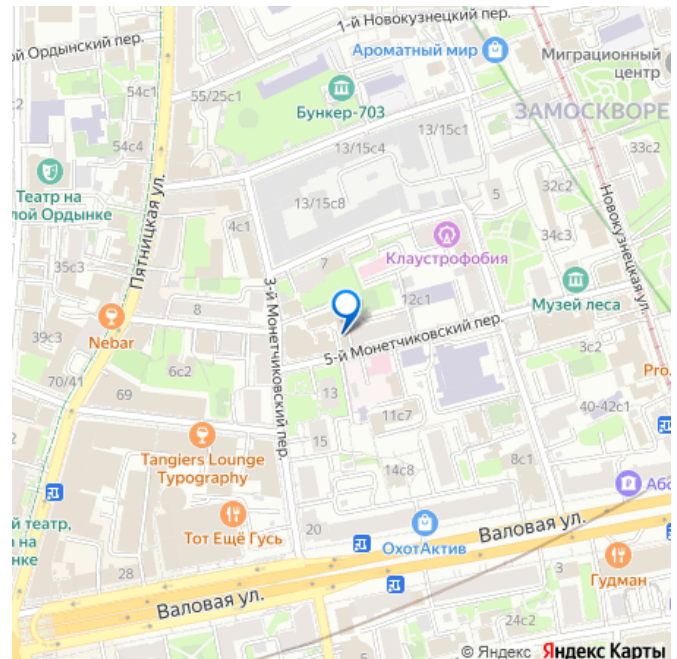 1-й Новокузнецкий пер.
й Ордынский пер.
Ароматный мир
Миграционный
центр
54с1
55/25с1
Бункер-703
ЗАМОСКВОРЕ
13/15с1
54с4
13/15с4
33с2
Театр на
лой Ордынке
Пятницкая ул.
13/15с8
5
32с2
Новокузнецкая ул.
4с1
34с3
Клаустрофобия
35с3
7
3-й Монетчиковский пер.
12с1
Музей леса
8
39с3
Nebar
5-й Монетчиковский пер.
3с2
6с2
Pro.
70/41
69
13
40-42с1
11с7
15
Tangiers Lounge
Typography
14с8
8с1
Абс
й театр,
а на
нке
Тот Ещё Гусь
20
ОхотАктив
Валовая ул.
28
Валовая ул.
Гудман
3
24с2
© Яндекс Яндекс Карты